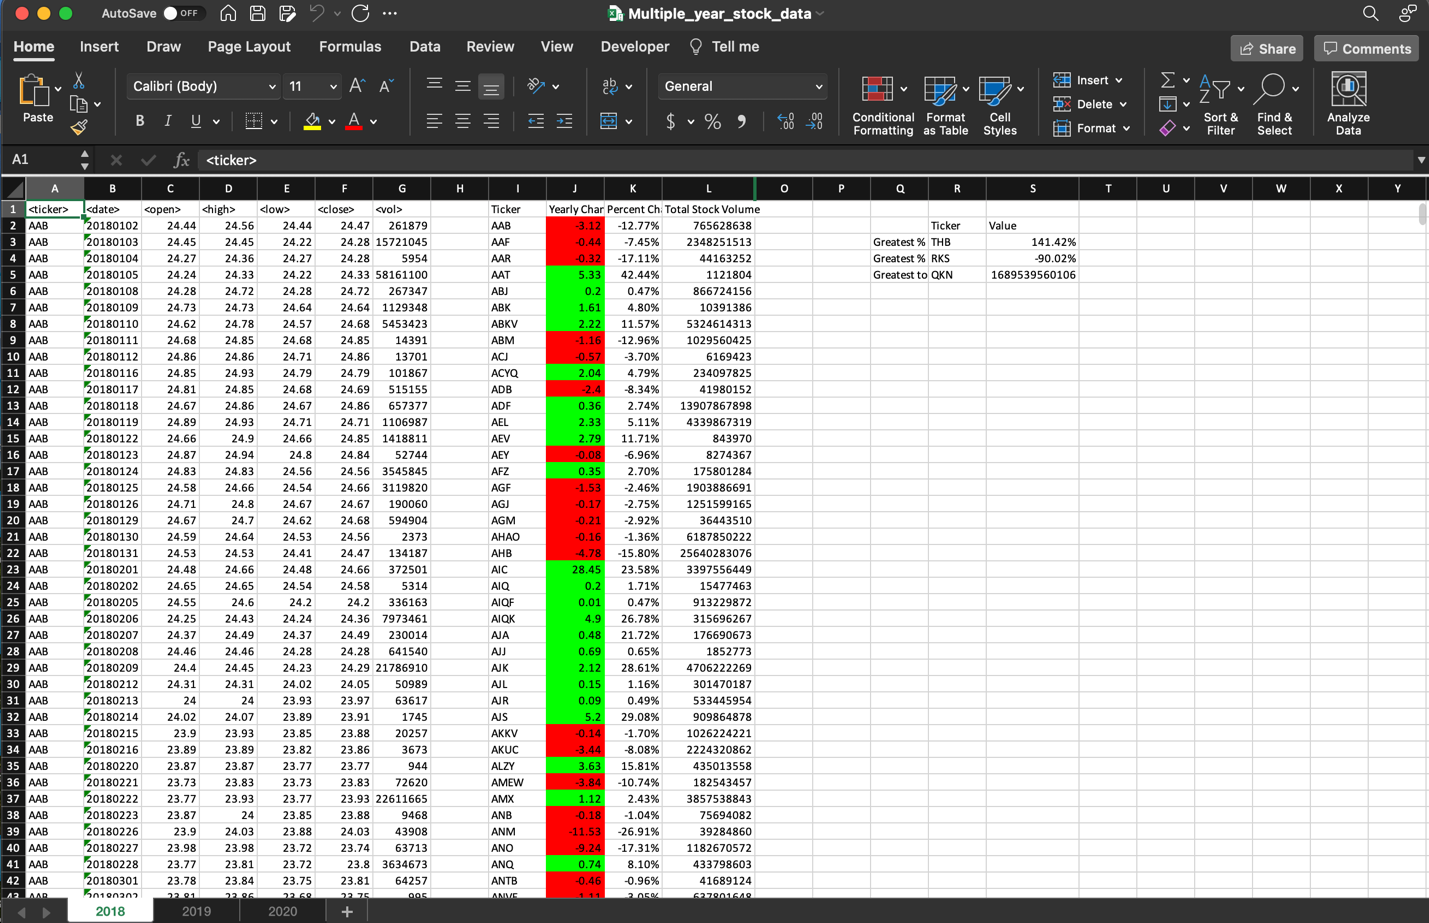 AutoSave OFF Multiple_year_stock_data
Home Insert Draw Page Layout Formulas Data Review View Developer Tell me Share Comments
Paste Calibri (Body) 11 General Conditional Formatting Format as Table Cell Styles Insert Delete Format Sort & Filter Find & Select Analyze Data
B I U $ % 9
A1 fx <ticker>
A B C D E F G H I J K L O P Q R S T U V W X Y
1 <ticker> <date> <open> <high> <low> <close> <vol> Ticker Yearly Char Percent Ch Total Stock Volume
2 AAB 20180102 24.44 24.56 24.44 24.47 261879 AAB -3.12 -12.77% 765628638 Ticker Value
3 AAB 20180103 24.45 24.45 24.22 24.28 15721045 AAF -0.44 -7.45% 2348251513 Greatest % THB 141.42%
4 AAB 20180104 24.27 24.36 24.27 24.28 5954 AAR -0.32 -17.11% 44163252 Greatest % RKS -90.02%
5 AAB 20180105 24.24 24.33 24.22 24.33 58161100 AAT 5.33 42.44% 1121804 Greatest to QKN 1689539560106
6 AAB 20180108 24.28 24.72 24.28 24.72 267347 ABJ 0.2 0.47% 866724156
7 AAB 20180109 24.73 24.73 24.64 24.64 1129348 ABK 1.61 4.80% 10391386
8 AAB 20180110 24.62 24.78 24.57 24.68 5453423 ABKV 2.22 11.57% 5324614313
9 AAB 20180111 24.68 24.85 24.68 24.85 14391 ABM -1.16 -12.96% 1029560425
10 AAB 20180112 24.86 24.86 24.71 24.86 13701 ACJ -0.57 -3.70% 6169423
11 AAB 20180116 24.85 24.93 24.79 24.79 101867 ACYQ 2.04 4.79% 234097825
12 AAB 20180117 24.81 24.85 24.68 24.69 515155 ADB -2.4 -8.34% 41980152
13 AAB 20180118 24.67 24.86 24.67 24.86 657377 ADF 0.36 2.74% 13907867898
14 AAB 20180119 24.89 24.93 24.71 24.71 1106987 AEL 2.33 5.11% 4339867319
15 AAB 20180122 24.66 24.9 24.66 24.85 1418811 AEV 2.79 11.71% 843970
16 AAB 20180123 24.87 24.94 24.8 24.84 52744 AEY -0.08 -6.96% 8274367
17 AAB 20180124 24.83 24.83 24.56 24.56 3545845 AFZ 0.35 2.70% 175801284
18 AAB 20180125 24.58 24.66 24.54 24.66 3119820 AGF -1.53 -2.46% 1903886691
19 AAB 20180126 24.71 24.8 24.67 24.67 190060 AGJ -0.17 -2.75% 1251599165
20 AAB 20180129 24.67 24.7 24.62 24.68 594904 AGM -0.21 -2.92% 36443510
21 AAB 20180130 24.59 24.64 24.53 24.56 2373 AHAO -0.16 -1.36% 6187850222
22 AAB 20180131 24.53 24.53 24.41 24.47 134187 AHB -4.78 -15.80% 25640283076
23 AAB 20180201 24.48 24.66 24.48 24.66 372501 AIC 28.45 23.58% 3397556449
24 AAB 20180202 24.65 24.65 24.54 24.58 5314 AIQ 0.2 1.71% 15477463
25 AAB 20180205 24.55 24.6 24.2 24.2 336163 AIQF 0.01 0.47% 913229872
26 AAB 20180206 24.25 24.43 24.24 24.36 7973461 AIQK 4.9 26.78% 315696267
27 AAB 20180207 24.37 24.49 24.37 24.49 230014 AJA 0.48 21.72% 176690673
28 AAB 20180208 24.46 24.46 24.28 24.28 641540 AJJ 0.69 0.65% 1852773
29 AAB 20180209 24.4 24.45 24.23 24.29 21786910 AJK 2.12 28.61% 4706222269
30 AAB 20180212 24.31 24.31 24.02 24.05 50989 AJL 0.15 1.16% 301470187
31 AAB 20180213 24 24 23.93 23.97 63617 AJR 0.09 0.49% 533445954
32 AAB 20180214 24.02 24.07 23.89 23.91 1745 AJS 5.2 29.08% 909864878
33 AAB 20180215 23.9 23.93 23.85 23.88 20257 AKKV -0.14 -1.70% 1026224221
34 AAB 20180216 23.89 23.89 23.82 23.86 3673 AKUC -3.44 -8.08% 2224320862
35 AAB 20180220 23.87 23.87 23.77 23.77 944 ALZY 3.63 15.81% 435013558
36 AAB 20180221 23.73 23.83 23.73 23.83 72620 AMEW -3.84 -10.74% 182543457
37 AAB 20180222 23.77 23.93 23.77 23.93 22611665 AMX 1.12 2.43% 3857538843
38 AAB 20180223 23.87 24 23.85 23.88 9468 ANB -0.18 -1.04% 75694082
39 AAB 20180226 23.9 24.03 23.88 24.03 43908 ANM -11.53 -26.91% 39284860
40 AAB 20180227 23.98 23.98 23.72 23.74 63713 ANO -9.24 -17.31% 1182670572
41 AAB 20180228 23.77 23.81 23.72 23.8 3634673 ANQ 0.74 8.10% 433798603
42 AAB 20180301 23.78 23.84 23.75 23.81 64257 ANTB -0.46 -0.96% 41689124
2018 2019 2020 +